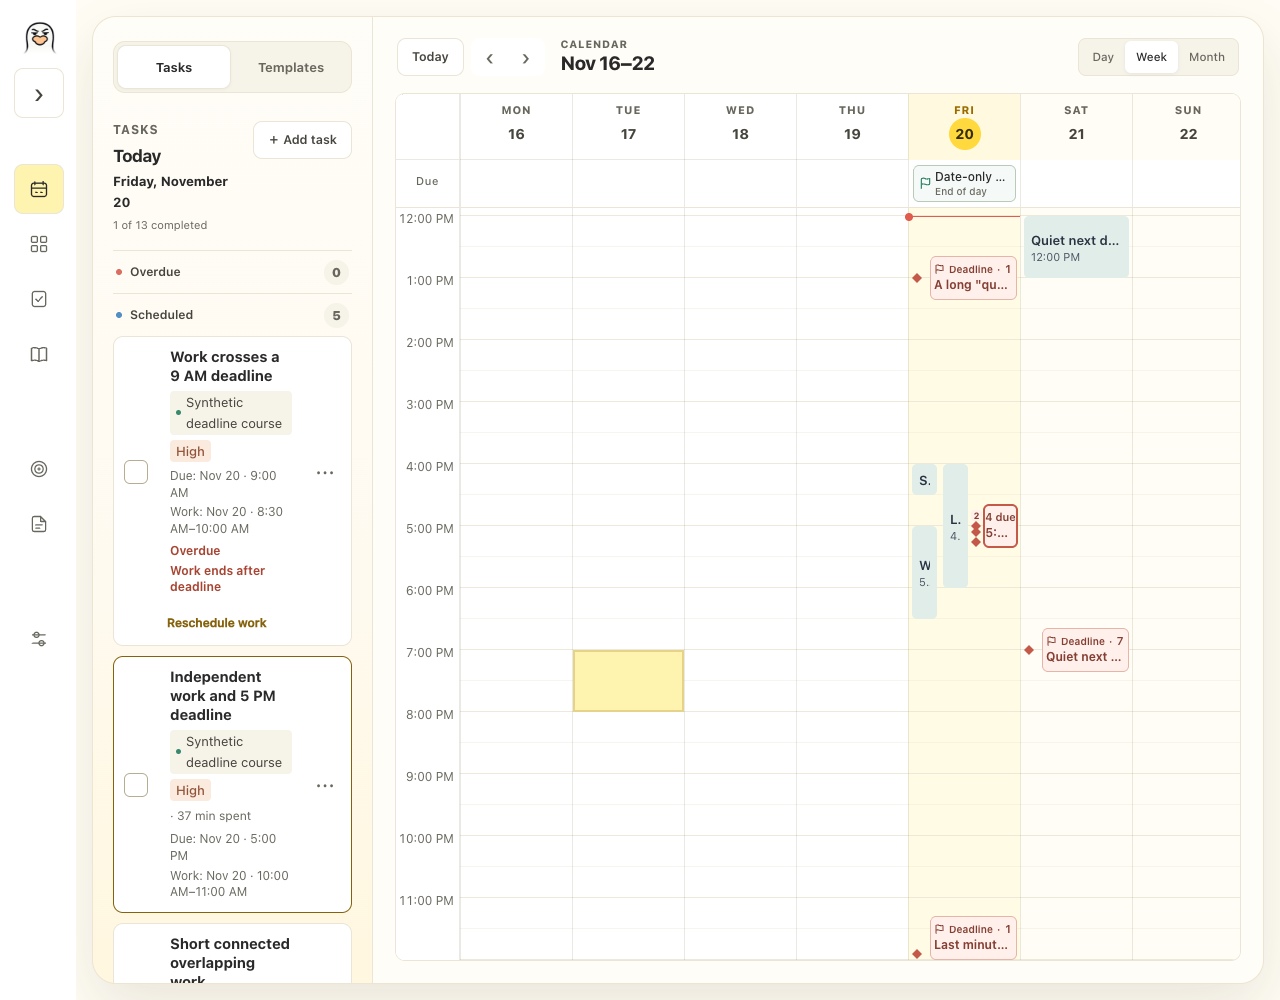 Tasks
Templates
TASKS
Today
Friday, November
20
1 of 13 completed
+ Add task
Overdue
0
Scheduled
5
Work crosses a
9 AM deadline
Synthetic
deadline course
High
Due: Nov 20 · 9:00
AM
Work: Nov 20 · 8:30
AM–10:00 AM
Overdue
Work ends after
deadline
Reschedule work
Independent
work and 5 PM
deadline
Synthetic
deadline course
High
· 37 min spent
Due: Nov 20 · 5:00
PM
Work: Nov 20 · 10:00
AM–11:00 AM
Short connected
overlapping
work
Today
CALENDAR
Nov 16–22
Day
Week
Month
MON
16
TUE
17
WED
18
THU
19
FRI
20
SAT
21
SUN
22
Due
Date-only ...
End of day
12:00 PM
1:00 PM
2:00 PM
3:00 PM
4:00 PM
5:00 PM
6:00 PM
7:00 PM
8:00 PM
9:00 PM
10:00 PM
11:00 PM
Quiet next d...
12:00 PM
Deadline · 1
A long "qu...
S.
L.
4.
2
4 due
5:...
W
5.
Deadline · 7
Quiet next ...
Deadline · 1
Last minut...